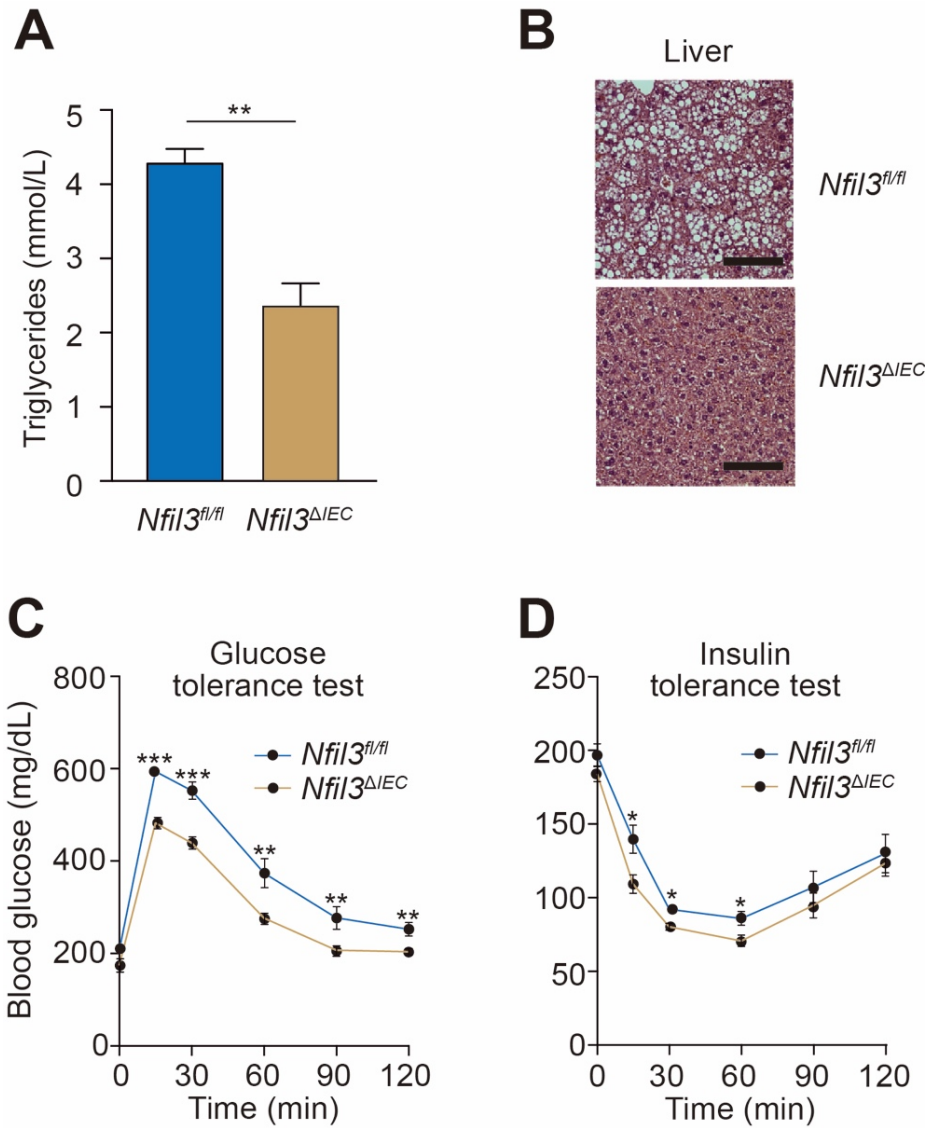 A
Triglycerides (mmol/L)
5
4
3
2
1
0
**
Nfil3fl/fl
Nfil3ΔIEC
B
Liver
Nfil3fl/fl
Nfil3ΔIEC
C
Glucose
tolerance test
Blood glucose (mg/dL)
800
600
400
200
0
***
***
**
**
**
Nfil3fl/fl
Nfil3ΔIEC
0 30 60 90 120
Time (min)
D
Insulin
tolerance test
250
200
150
100
50
0
*
*
*
Nfil3fl/fl
Nfil3ΔIEC
0 30 60 90 120
Time (min)